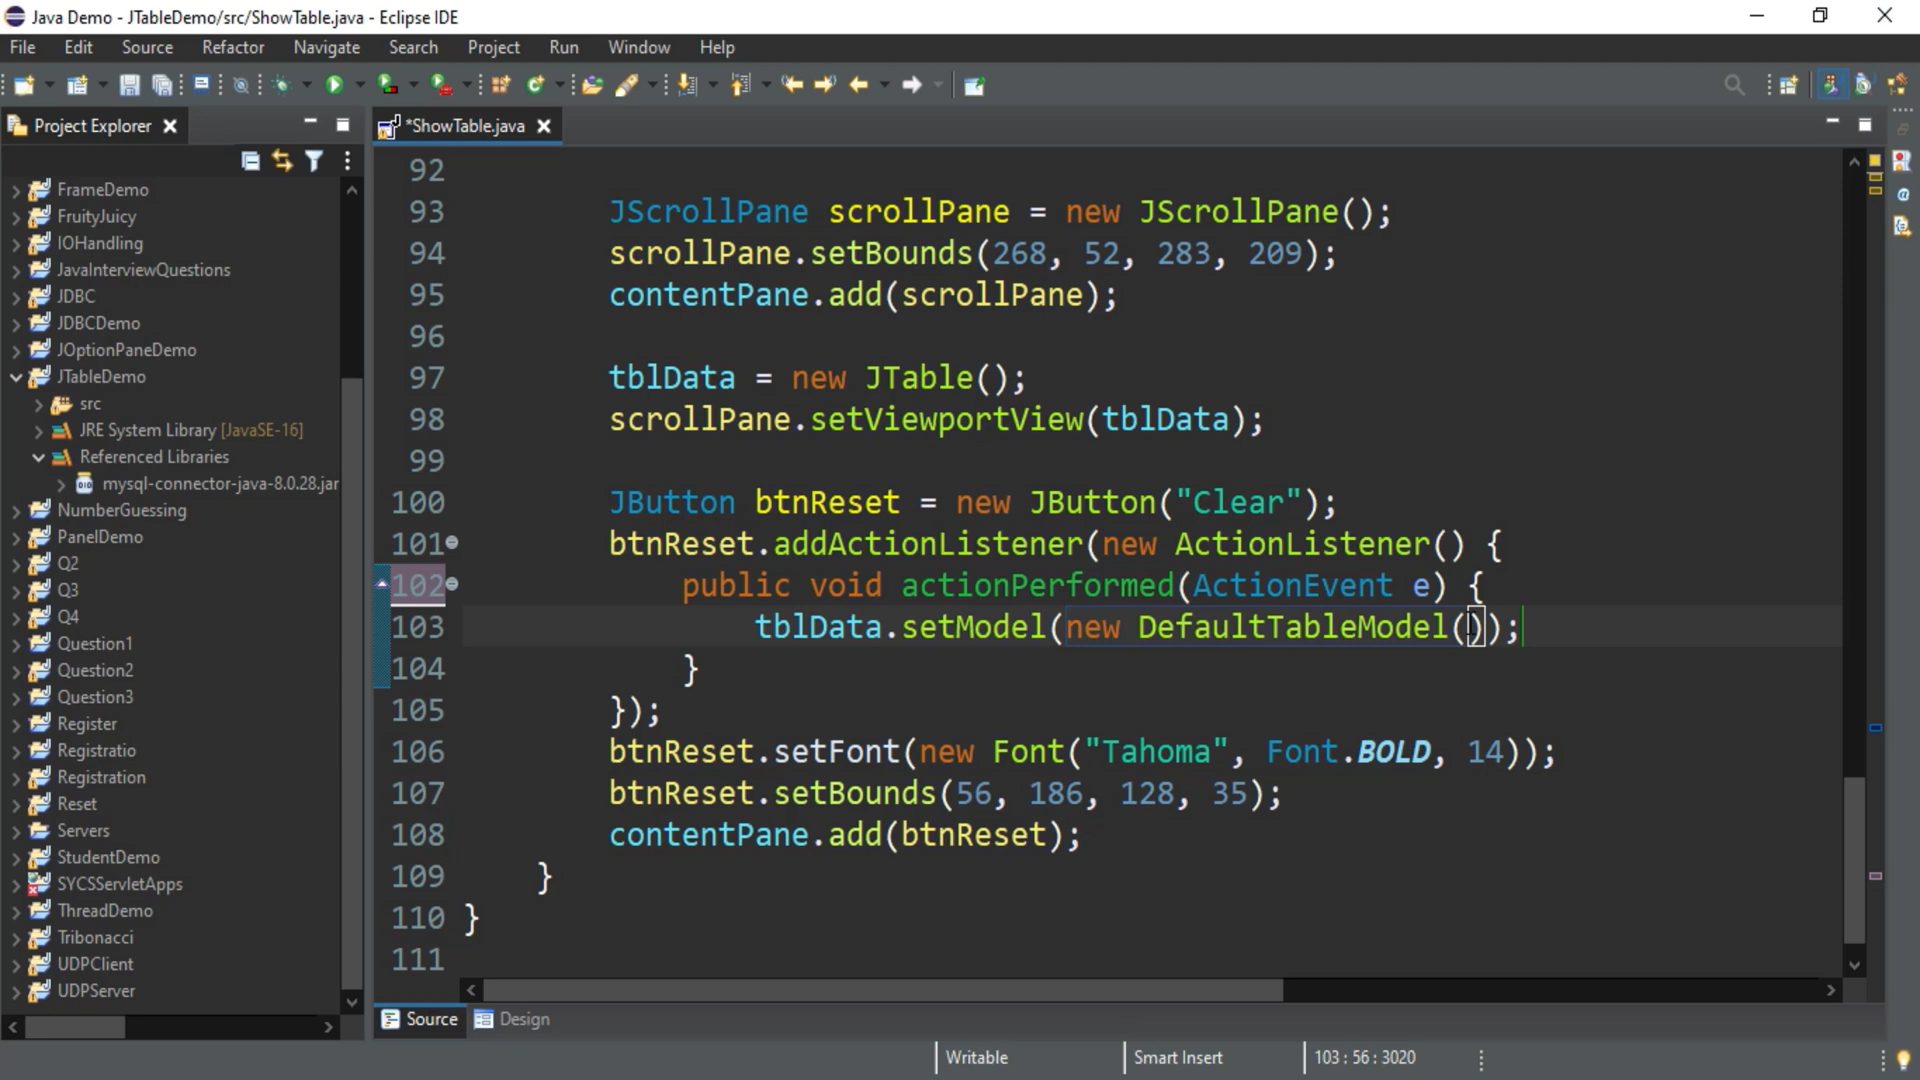 Java Demo - JTableDemo/src/ShowTable.java - Eclipse IDE
File Edit Source Refactor Navigate Search Project Run Window Help
Project Explorer
*ShowTable.java
FrameDemo
FruityJuicy
IOHandling
JavaInterviewQuestions
JDBC
JDBCDemo
JOptionPaneDemo
JTableDemo
src
JRE System Library [JavaSE-16]
Referenced Libraries
mysql-connector-java-8.0.28.jar
NumberGuessing
PanelDemo
Q2
Q3
Q4
Question1
Question2
Question3
Register
Registratio
Registration
Reset
Servers
StudentDemo
SYCSServletApps
ThreadDemo
Tribonacci
UDPClient
UDPServer
92
93 JScrollPane scrollPane = new JScrollPane();
94 scrollPane.setBounds(268, 52, 283, 209);
95 contentPane.add(scrollPane);
96
97 tblData = new JTable();
98 scrollPane.setViewportView(tblData);
99
100 JButton btnReset = new JButton("Clear");
101 btnReset.addActionListener(new ActionListener() {
102 public void actionPerformed(ActionEvent e) {
103 tblData.setModel(new DefaultTableModel());
104 }
105 });
106 btnReset.setFont(new Font("Tahoma", Font.BOLD, 14));
107 btnReset.setBounds(56, 186, 128, 35);
108 contentPane.add(btnReset);
109 }
110 }
111
Source Design
Writable Smart Insert 103 : 56 : 3020